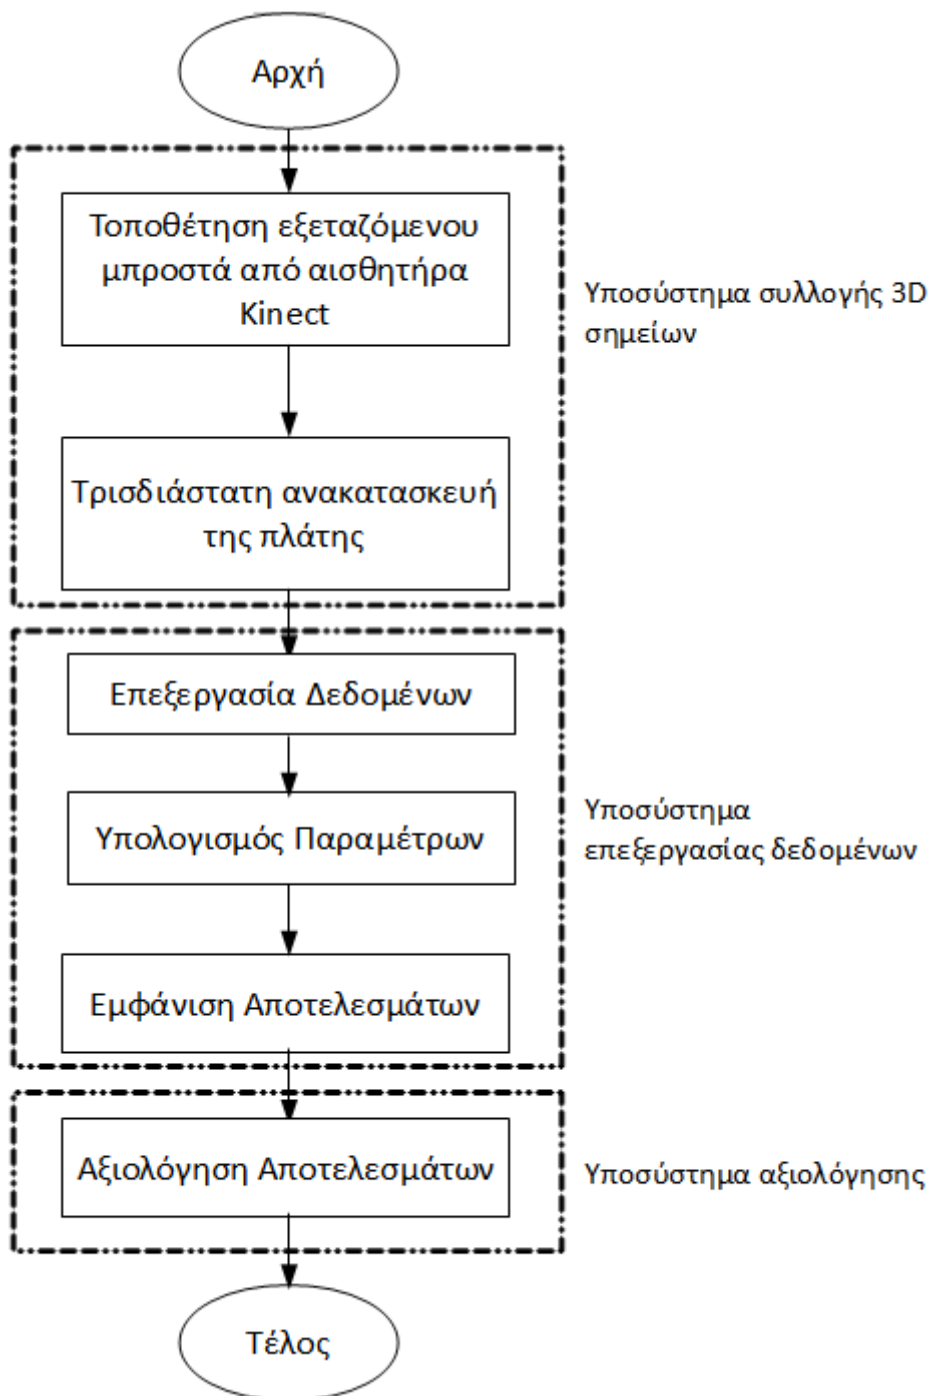 Αρχή
Τοποθέτηση εξεταζόμενου
μπροστά από αισθητήρα
Kinect
Υποσύστημα συλλογής 3D
σημείων
Τρισδιάστατη ανακατασκευή
της πλάτης
Επεξεργασία Δεδομένων
Υπολογισμός Παραμέτρων
Υποσύστημα
επεξεργασίας δεδομένων
Εμφάνιση Αποτελεσμάτων
Αξιολόγηση Αποτελεσμάτων
Υποσύστημα αξιολόγησης
Τέλος